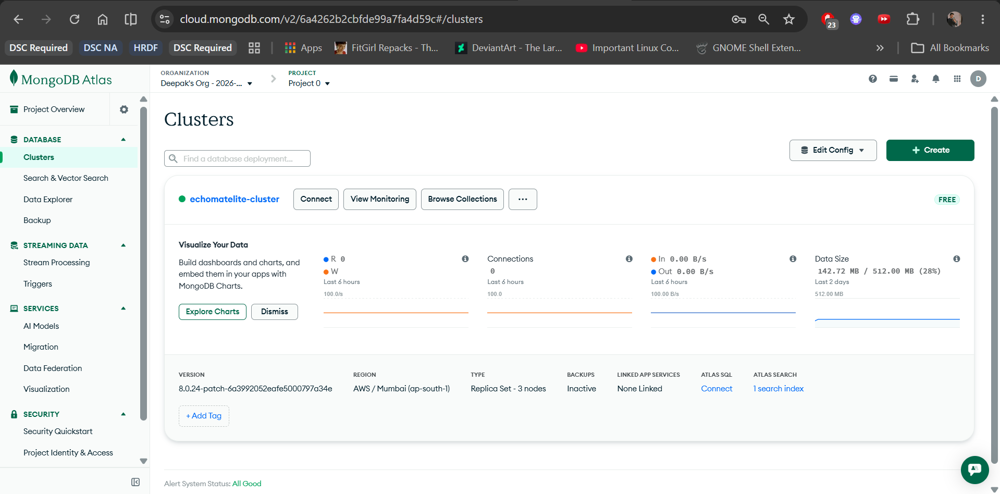 cloud.mongodb.com/v2/6a4262b2cbfde99a7fa4d59c#/clusters
23
DSC Required
DSC NA
HRDF
DSC Required
Apps
FitGirl Repacks - Th...
DeviantArt - The Lar...
Important Linux Co...
GNOME Shell Exten...
All Bookmarks
MongoDB Atlas
ORGANIZATION
Deepak's Org - 2026-...
PROJECT
Project 0
D
Project Overview
DATABASE
Clusters
Search & Vector Search
Data Explorer
Backup
STREAMING DATA
Stream Processing
Triggers
SERVICES
AI Models
Migration
Data Federation
Visualization
SECURITY
Security Quickstart
Project Identity & Access
Clusters
Find a database deployment...
Edit Config
+ Create
echomatelite-cluster
Connect
View Monitoring
Browse Collections
...
FREE
Visualize Your Data
Build dashboards and charts, and
embed them in your apps with
MongoDB Charts.
Explore Charts
Dismiss
R 0
W
Last 6 hours
100.0/s
Connections
0
Last 6 hours
100.0
In 0.00 B/s
Out 0.00 B/s
Last 6 hours
100.00 B/s
Data Size
142.72 MB / 512.00 MB (28%)
Last 2 days
512.00 MB
VERSION
8.0.24-patch-6a3992052eafe5000797a34e
REGION
AWS / Mumbai (ap-south-1)
TYPE
Replica Set - 3 nodes
BACKUPS
Inactive
LINKED APP SERVICES
None Linked
ATLAS SQL
Connect
ATLAS SEARCH
1 search index
+ Add Tag
Alert System Status: All Good